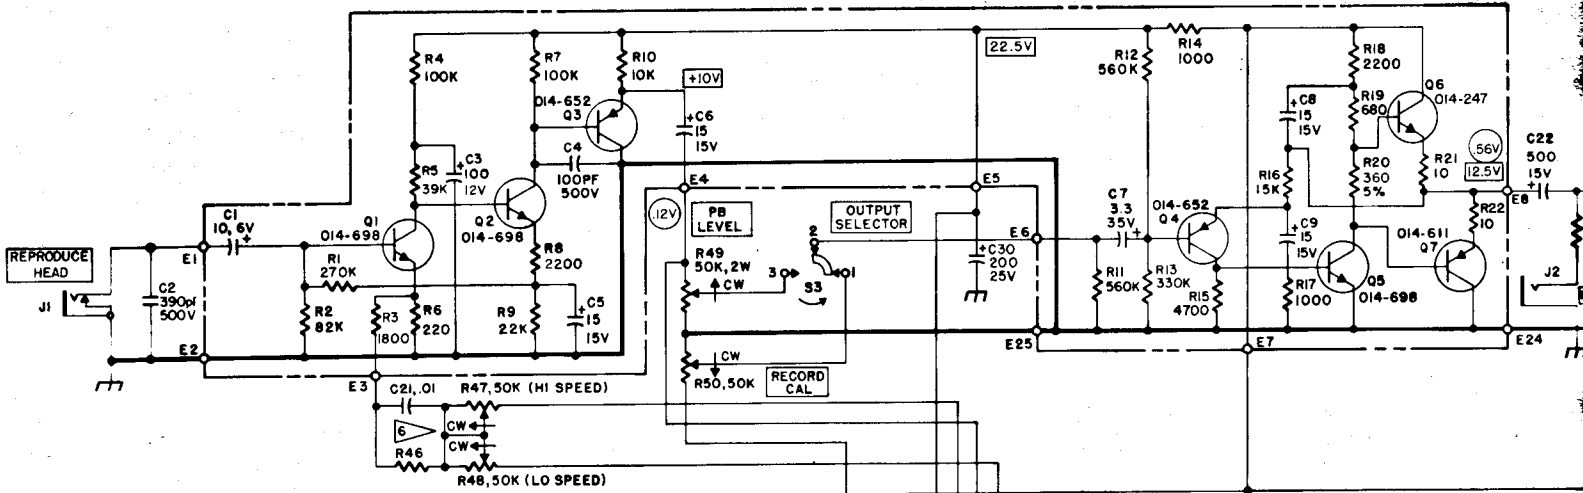 REPRODUCE
HEAD
J1
C2
390pf
500V
E1
E2
C1
10, 6V
+
R1
270K
R2
82K
Q1
014-698
R3
1800
R6
220
R4
100K
R5
39K
+ C3
100
12V
Q2
014-698
R7
100K
014-652
Q3
C4
100PF
500V
R8
2200
R9
22K
+ C5
15
15V
R10
10K
+10V
+ C6
15
15V
E4
.12V
PB
LEVEL
R49
50K, 2W
CW
CW
R50, 50K
RECORD
CAL
OUTPUT
SELECTOR
2
3
1
S3
E3
C21, .01
R47, 50K (HI SPEED)
6
CW
CW
R46
R48, 50K (LO SPEED)
22.5V
E5
E6
+ C30
200
25V
E25
R11
560K
C7
3.3
35V
+
R12
560K
R13
330K
R14
1000
014-652
Q4
R15
4700
E7
+ C8
15
15V
R16
15K
+ C9
15
15V
R17
1000
R18
2200
R19
680
R20
360
5%
Q5
014-698
Q6
014-247
R21
10
R22
10
014-611
Q7
.56V
12.5V
C22
500
15V
+
E8
E24
J2